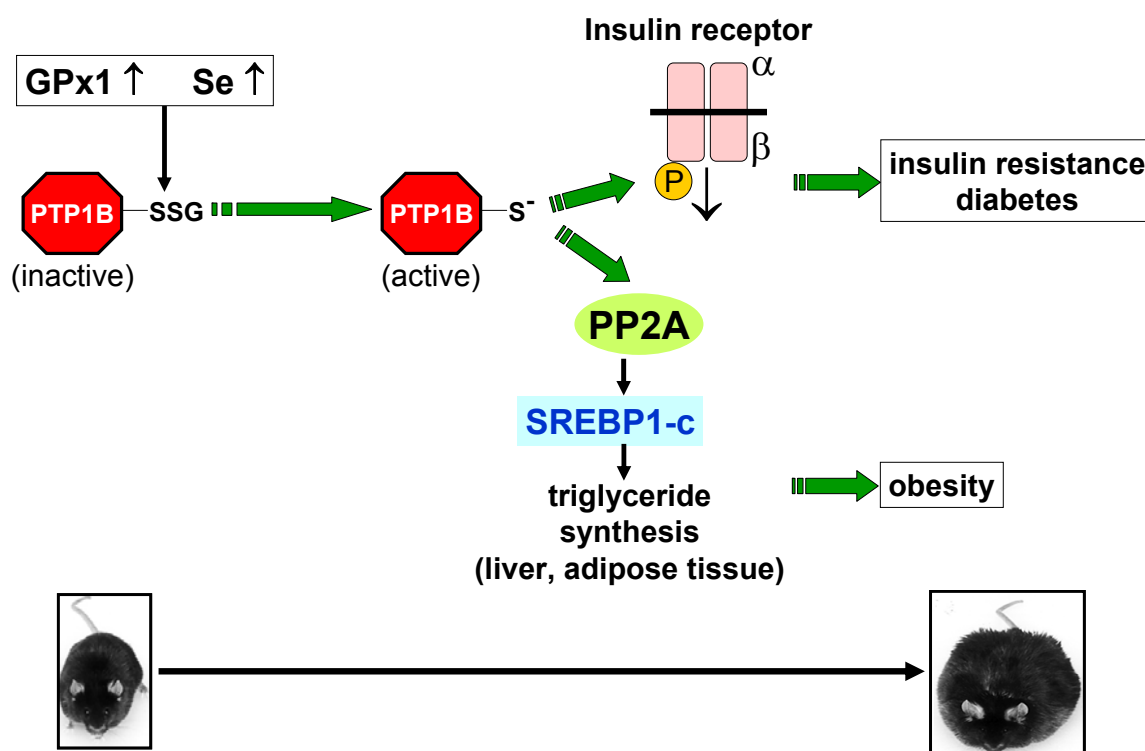 Insulin receptor
GPx1 ↑ Se ↑
α
β
P
↓
PTP1B SSG
(inactive)
PTP1B S-
(active)
insulin resistance
diabetes
PP2A
SREBP1-c
triglyceride
synthesis
(liver, adipose tissue)
obesity